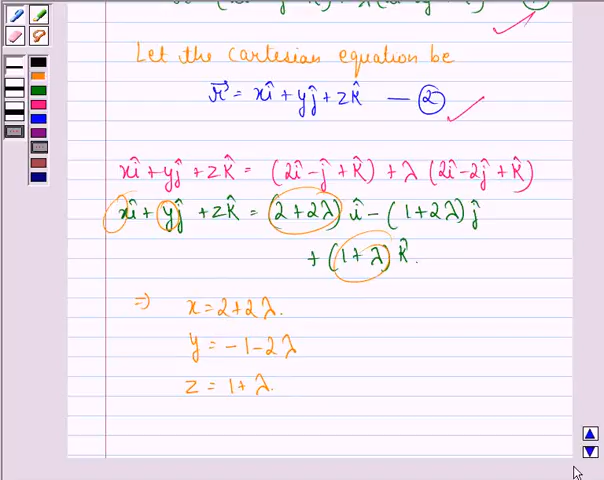 Let the cartesian equation be
r⃗ = xî + yĵ + zk̂ — ②
xî + yĵ + zk̂ = (2î - ĵ + k̂) + λ (2î - 2ĵ + k̂)
xî + yĵ + zk̂ = (2 + 2λ) î - (1 + 2λ) ĵ
+ (1 + λ) k̂.
⇒ x = 2 + 2λ.
y = -1 - 2λ
z = 1 + λ.